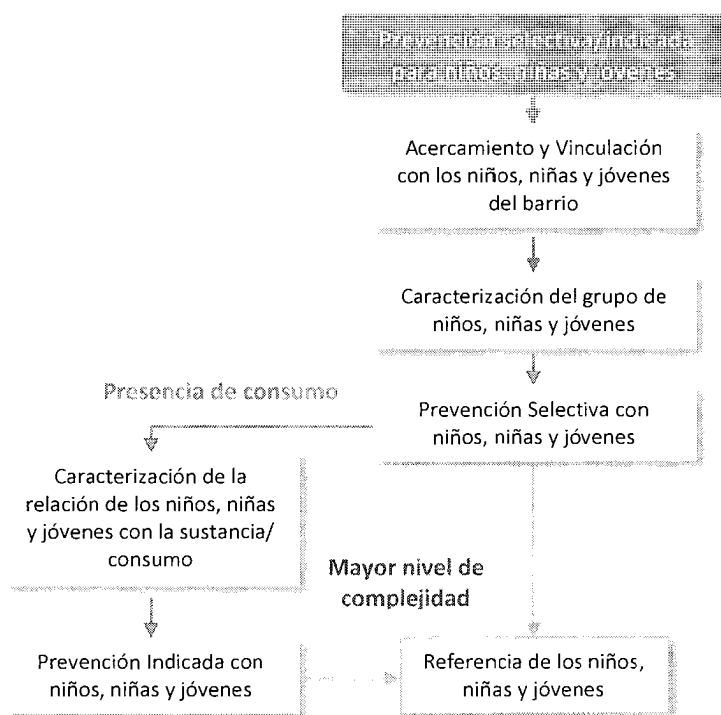 Prevención selectiva/indicada
para niños, niñas y jóvenes
Acercamiento y Vinculación
con los niños, niñas y jóvenes
del barrio
Caracterización del grupo de
niños, niñas y jóvenes
Presencia de consumo
Prevención Selectiva con
niños, niñas y jóvenes
Caracterización de la
relación de los niños, niñas
y jóvenes con la sustancia/
consumo
Mayor nivel de
complejidad
Prevención Indicada con
niños, niñas y jóvenes
Referencia de los niños,
niñas y jóvenes